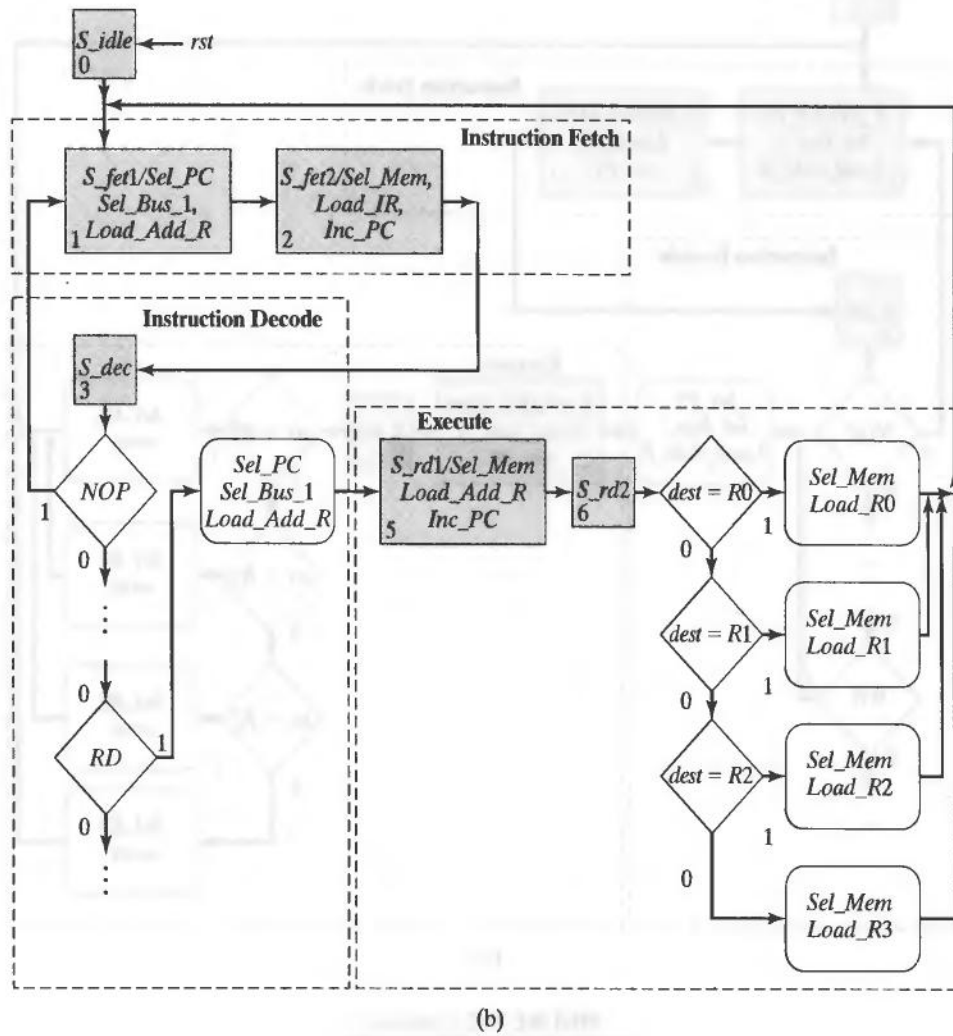 S_idle
0
rst
Instruction Fetch
S_fet1/Sel_PC
Sel_Bus_1,
Load_Add_R
1
S_fet2/Sel_Mem,
Load_IR,
Inc_PC
2
Instruction Decode
S_dec
3
NOP
1
0
Sel_PC
Sel_Bus_1
Load_Add_R
0
RD
1
0
Execute
S_rd1/Sel_Mem
Load_Add_R
Inc_PC
5
S_rd2
6
dest = R0
1
0
Sel_Mem
Load_R0
dest = R1
1
0
Sel_Mem
Load_R1
dest = R2
1
0
Sel_Mem
Load_R2
Sel_Mem
Load_R3
(b)